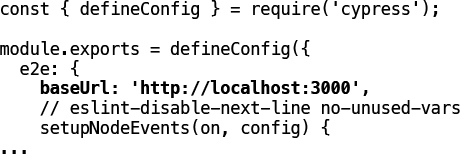 const { defineConfig } = require('cypress');

module.exports = defineConfig({
  e2e: {
    baseUrl: 'http://localhost:3000',
    // eslint-disable-next-line no-unused-vars
    setupNodeEvents(on, config) {
...